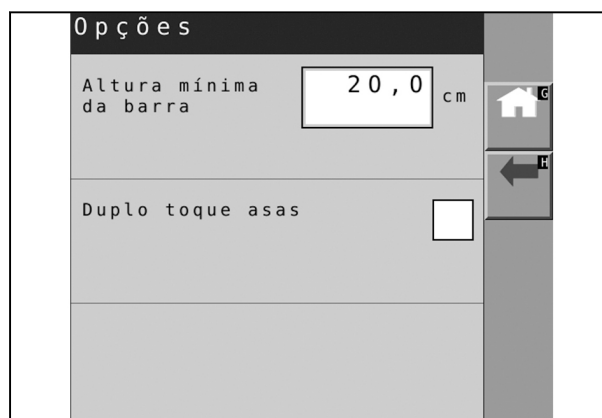 Opções
Altura mínima
da barra
20,0
cm
G
H
Duplo toque asas